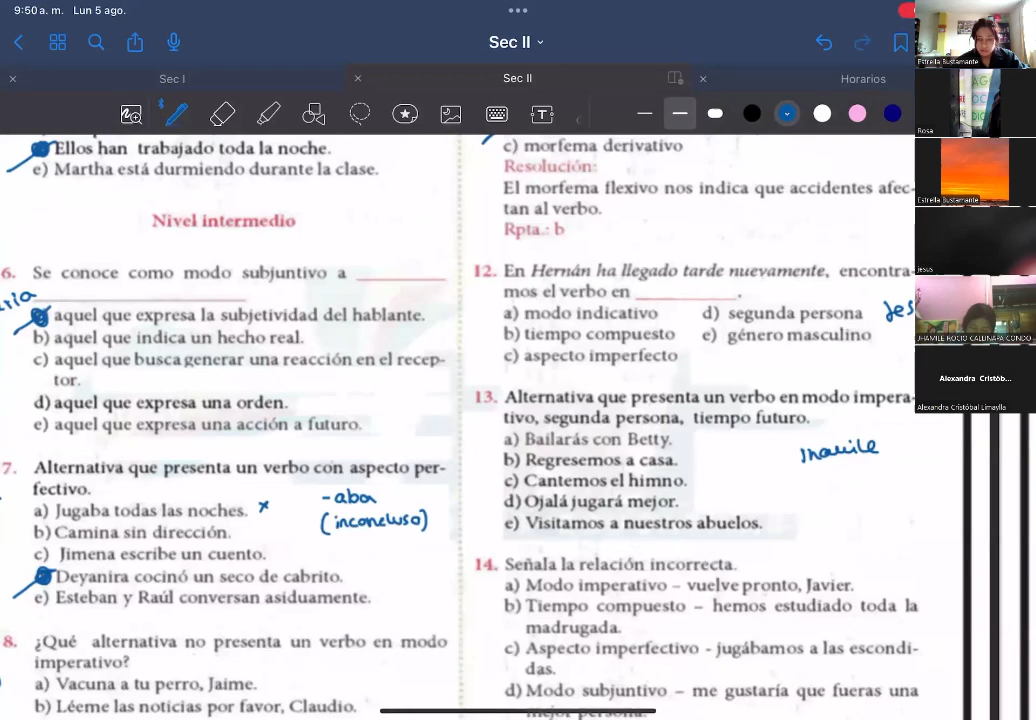 9:50 a. m. Lun 5 ago.
Sec II
Sec I
Sec II
Horarios
Ellos han trabajado toda la noche.
e) Martha está durmiendo durante la clase.
Nivel intermedio
6. Se conoce como modo subjuntivo a
aquel que expresa la subjetividad del hablante.
b) aquel que indica un hecho real.
c) aquel que busca generar una reacción en el recep-
tor.
d) aquel que expresa una orden.
e) aquel que expresa una acción a futuro.
7. Alternativa que presenta un verbo con aspecto per-
fectivo.
a) Jugaba todas las noches. x
- aba
(inconcluso)
b) Camina sin dirección.
c) Jimena escribe un cuento.
Deyanira cocinó un seco de cabrito.
e) Esteban y Raúl conversan asiduamente.
8. ¿Qué alternativa no presenta un verbo en modo
imperativo?
a) Vacuna a tu perro, Jaime.
b) Léeme las noticias por favor, Claudio.
c) morfema derivativo
Resolución:
El morfema flexivo nos indica que accidentes afec-
tan al verbo.
Rpta.: b
12. En Hernán ha llegado tarde nuevamente, encontra-
mos el verbo en
a) modo indicativo d) segunda persona
b) tiempo compuesto e) género masculino
c) aspecto imperfecto
13. Alternativa que presenta un verbo en modo impera-
tivo, segunda persona, tiempo futuro.
a) Bailarás con Betty.
b) Regresemos a casa.
c) Cantemos el himno.
d) Ojalá jugará mejor.
e) Visitamos a nuestros abuelos.
14. Señala la relación incorrecta.
a) Modo imperativo – vuelve pronto, Javier.
b) Tiempo compuesto – hemos estudiado toda la
madrugada.
c) Aspecto imperfectivo - jugábamos a las escondi-
das.
d) Modo subjuntivo – me gustaría que fueras una
Estrella Bustamante
Rosa
Estrella Bustamante
Jesus
JHAMILE ROCIO CALLINAPA CONDO
Alexandra Cristób...
Alexandra Cristóbal Limaylla